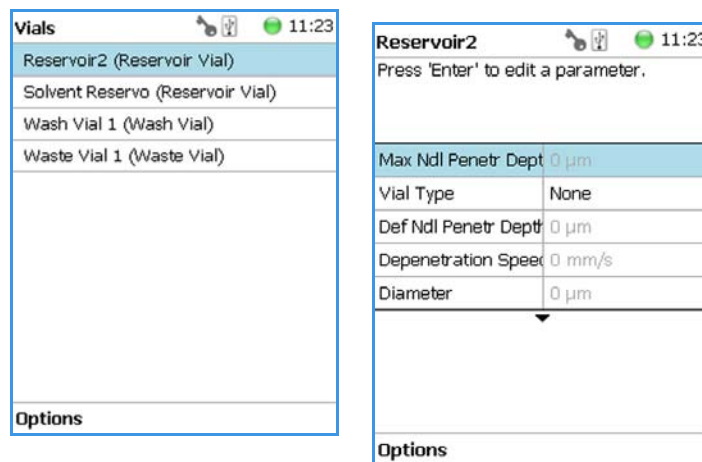 Vials 11:23
Reservoir2 (Reservoir Vial)
Solvent Reservo (Reservoir Vial)
Wash Vial 1 (Wash Vial)
Waste Vial 1 (Waste Vial)
Options
Reservoir2 11:23
Press 'Enter' to edit a parameter.
Max Ndl Penetr Dept 0 µm
Vial Type None
Def Ndl Penetr Depth 0 µm
Depenetration Speed 0 mm/s
Diameter 0 µm
Options